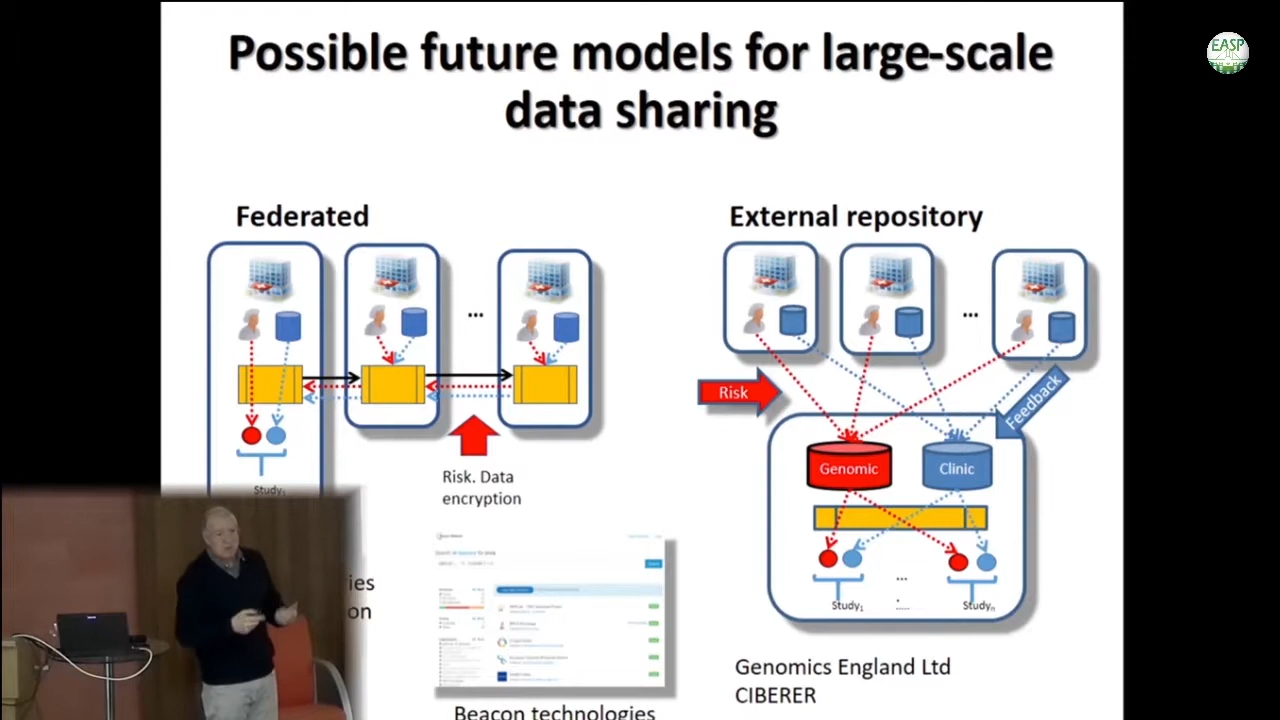 Possible future models for large-scale
data sharing
EASP
Federated
External repository
...
...
Risk
Feedback
Genomic
Clinic
Risk. Data
encryption
Study₁
...
Study₁
Studyₙ
ies
on
Genomics England Ltd
CIBERER
Beacon technologies